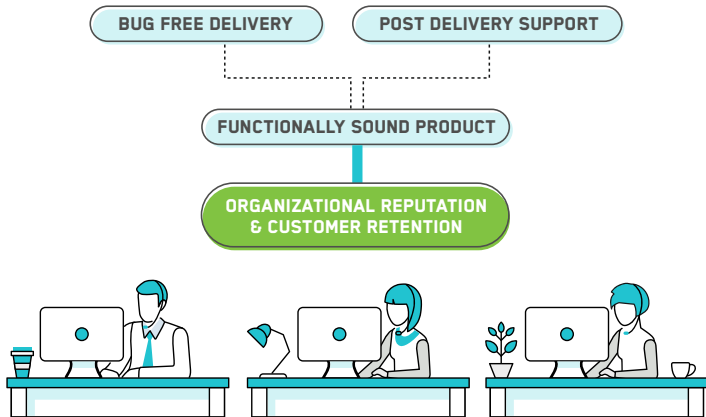 BUG FREE DELIVERY
POST DELIVERY SUPPORT
FUNCTIONALLY SOUND PRODUCT
ORGANIZATIONAL REPUTATION
& CUSTOMER RETENTION